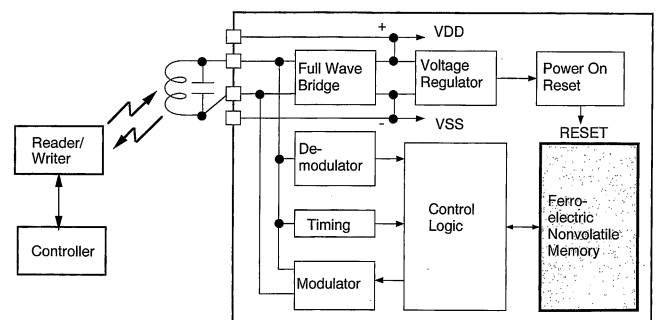 +
VDD
Full Wave
Bridge
Voltage
Regulator
Power On
Reset
-
VSS
RESET
Reader/
Writer
De-
modulator
Control
Logic
Ferro-
electric
Nonvolatile
Memory
Timing
Controller
Modulator